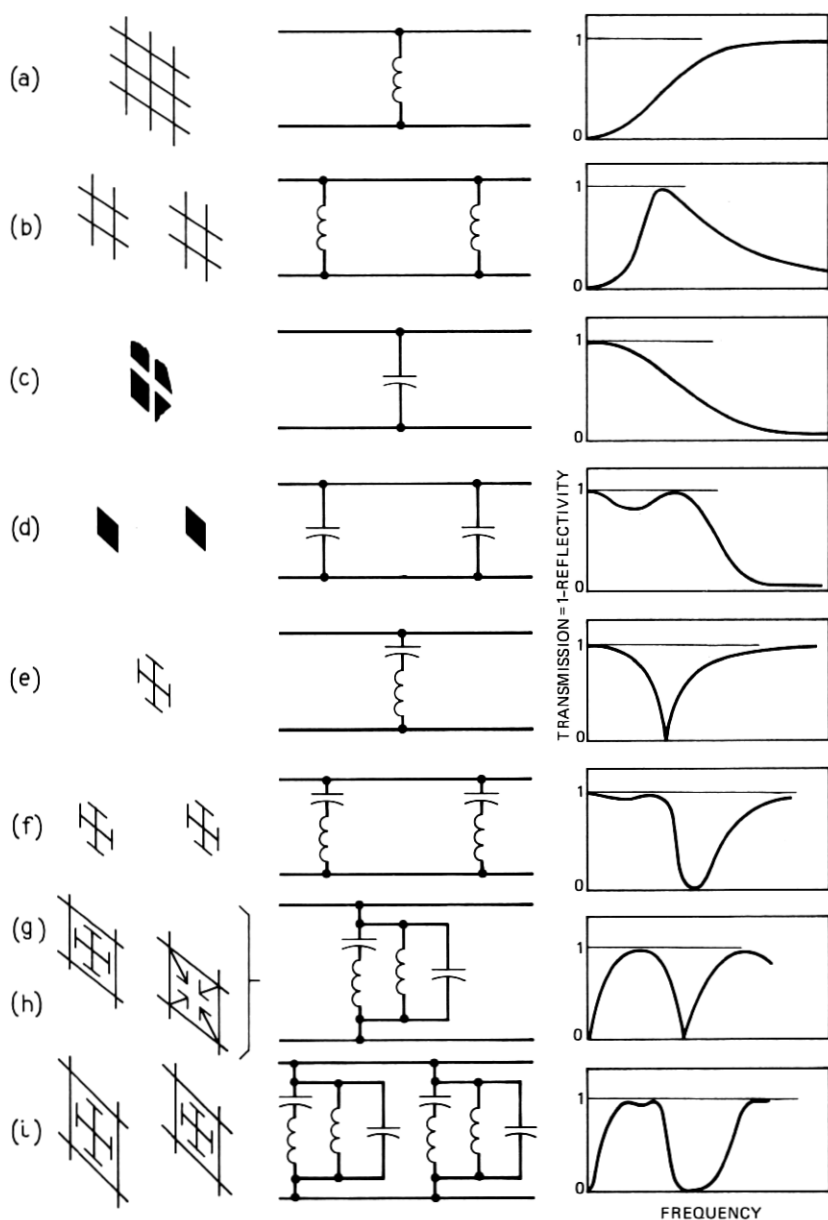 (a)
1
0
(b)
1
0
(c)
1
0
(d)
1
0
TRANSMISSION = 1-REFLECTIVITY
(e)
1
0
(f)
1
0
(g)
(h)
1
0
(i)
1
0
FREQUENCY